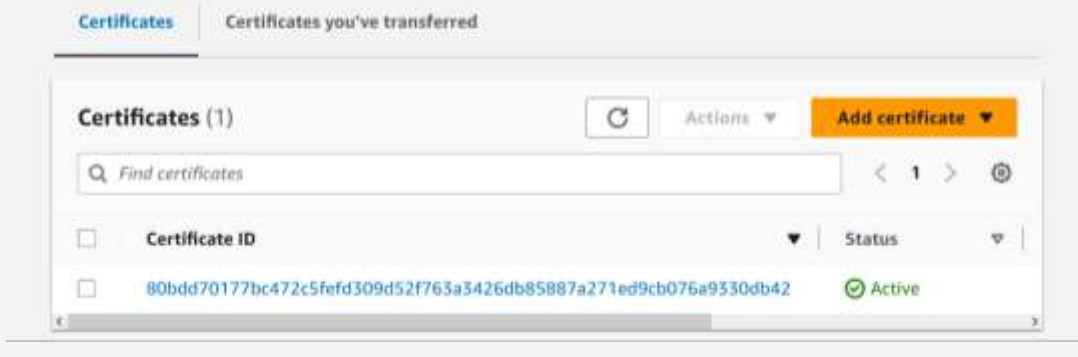 Certificates Certificates you've transferred
Certificates (1) Actions Add certificate
Find certificates 1
Certificate ID Status
80bdd70177bc472c5fefd309d52f763a3426db85887a271ed9cb076a9330db42 Active